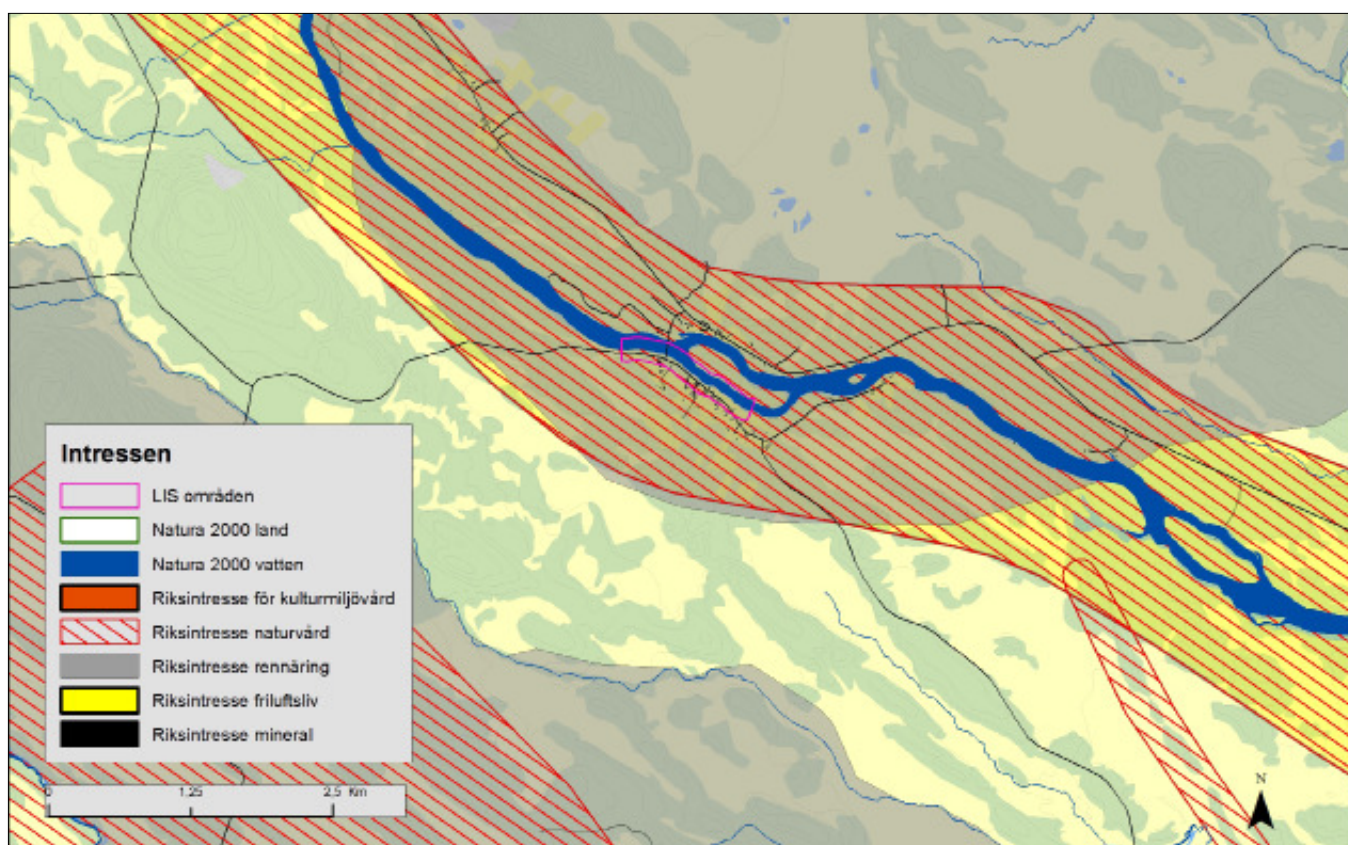 N
Intressen
LIS områden
Natura 2000 land
Natura 2000 vatten
Riksintresse för kulturmiljövård
Riksintresse naturvård
Riksintresse rennäring
Riksintresse friluftsliv
Riksintresse mineral
0 1.25 2.5 Km